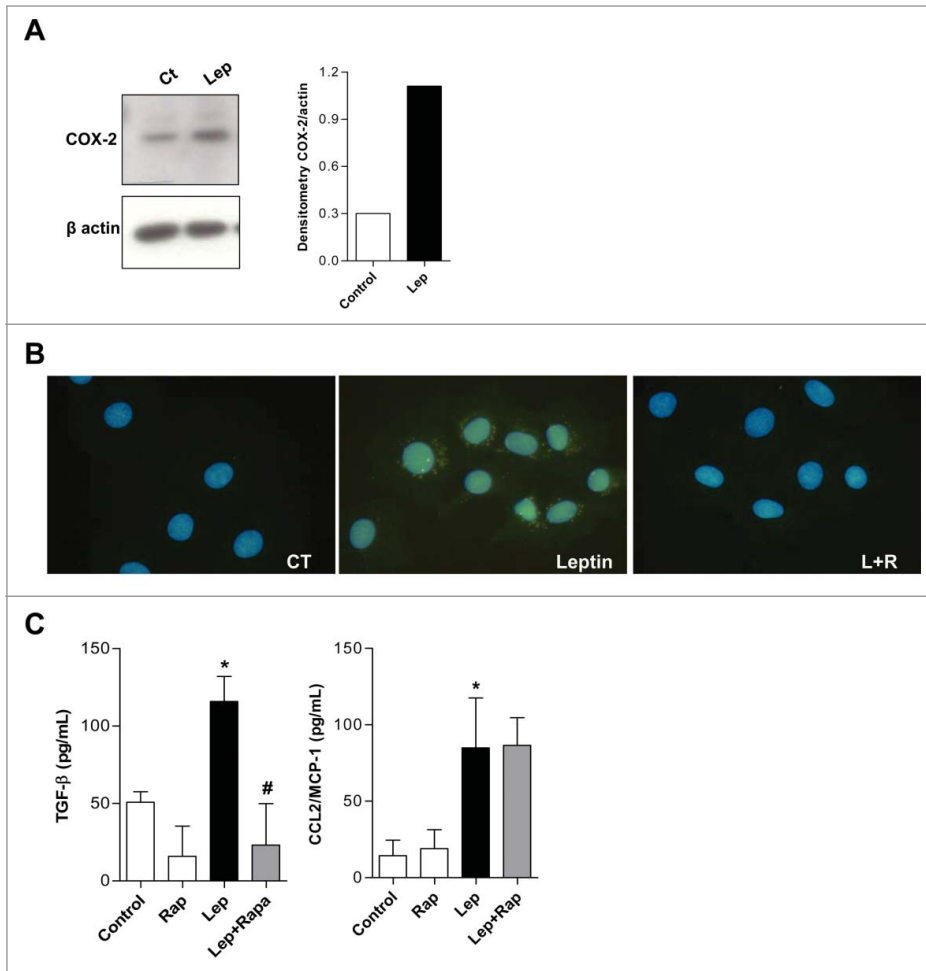 A
Ct Lep
COX-2
β actin
Densitometry COX-2/actin
1.2
0.9
0.6
0.3
0.0
Control
Lep
B
CT
Leptin
L+R
C
TGF-β (pg/mL)
150
100
50
0
*
#
Control
Rap
Lep
Lep+Rapa
CCL2/MCP-1 (pg/mL)
150
100
50
0
*
Control
Rap
Lep
Lep+Rap